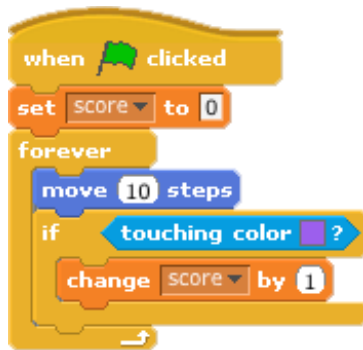 when clicked
set score to 0
forever
move 10 steps
if touching color ?
change score by 1